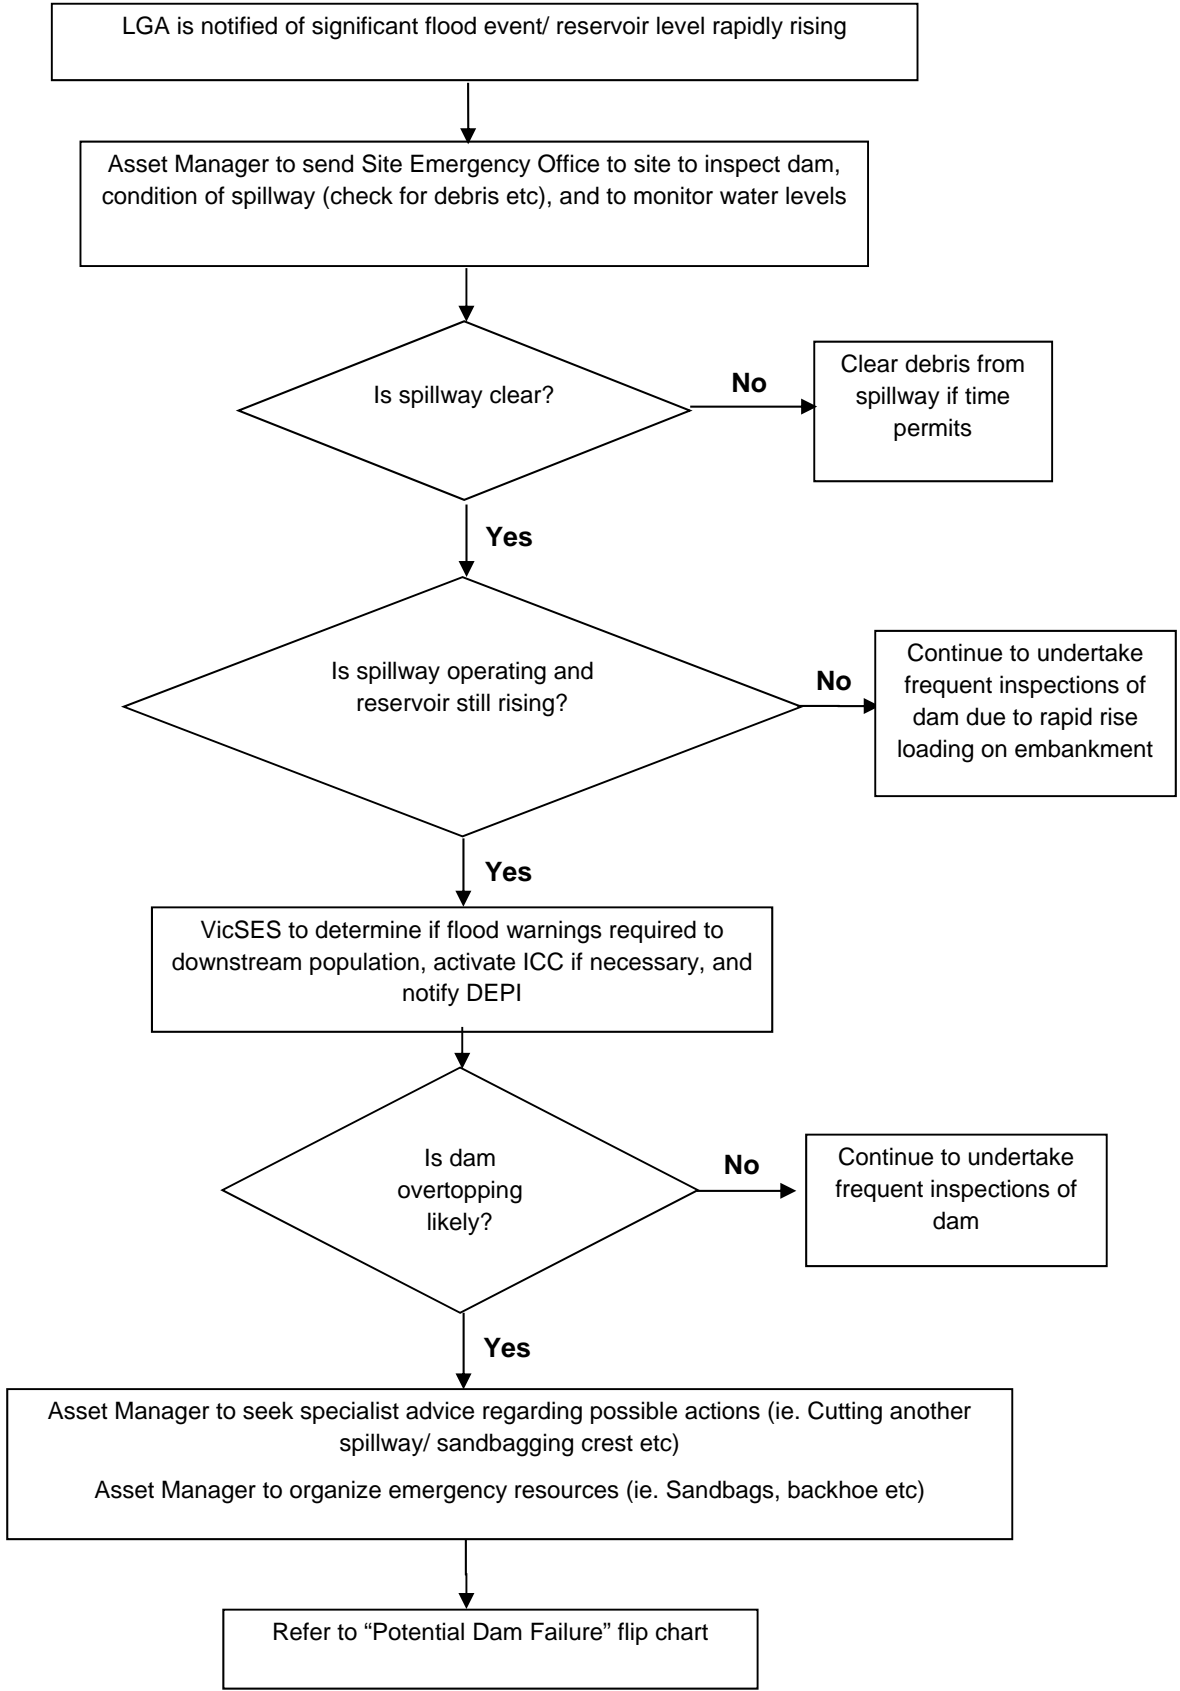 LGA is notified of significant flood event/ reservoir level rapidly rising
Asset Manager to send Site Emergency Office to site to inspect dam,
condition of spillway (check for debris etc), and to monitor water levels
Is spillway clear?
No
Clear debris from
spillway if time
permits
Yes
Is spillway operating and
reservoir still rising?
No
Continue to undertake
frequent inspections of
dam due to rapid rise
loading on embankment
Yes
VicSES to determine if flood warnings required to
downstream population, activate ICC if necessary, and
notify DEPI
Is dam
overtopping
likely?
No
Continue to undertake
frequent inspections of
dam
Yes
Asset Manager to seek specialist advice regarding possible actions (ie. Cutting another
spillway/ sandbagging crest etc)
Asset Manager to organize emergency resources (ie. Sandbags, backhoe etc)
Refer to “Potential Dam Failure” flip chart